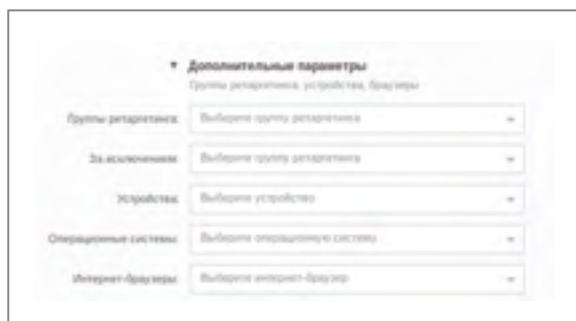 Дополнительные параметры
Группы ретаргетинга, устройства, браузеры
Группы ретаргетинга: Выберите группу ретаргетинга
За исключением: Выберите группу ретаргетинга
Устройства: Выберите устройство
Операционные системы: Выберите операционную систему
Интернет-браузеры: Выберите интернет-браузер